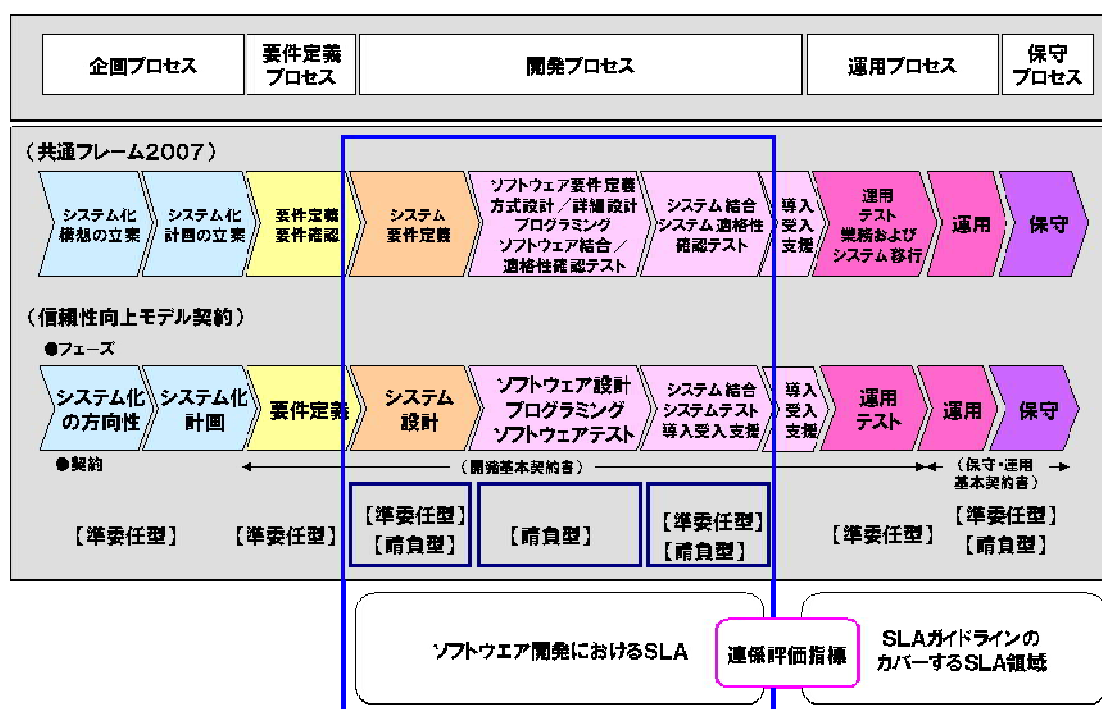 企画プロセス
要件定義
プロセス
開発プロセス
運用プロセス
保守
プロセス
（共通フレーム2007）
システム化
構想の立案
システム化
計画の立案
要件定義
要件確認
システム
要件定義
ソフトウェア要件定義
方式設計／詳細設計
プログラミング
ソフトウェア結合／
適格性確認テスト
システム結合
システム適格性
確認テスト
導入
受入
支援
運用
テスト
業務および
システム移行
運用
保守
（信頼性向上モデル契約）
●フェーズ
システム化
の方向性
システム化
計画
要件定義
システム
設計
ソフトウェア設計
プログラミング
ソフトウェアテスト
システム結合
システムテスト
導入受入支援
導入
受入
支援
運用
テスト
運用
保守
●契約
（開発基本契約書）
（保守・運用
基本契約書）
【準委任型】
【準委任型】
【準委任型】
【請負型】
【請負型】
【準委任型】
【請負型】
【準委任型】
【準委任型】
【請負型】
ソフトウエア開発におけるSLA
連係評価指標
SLAガイドラインの
カバーするSLA領域